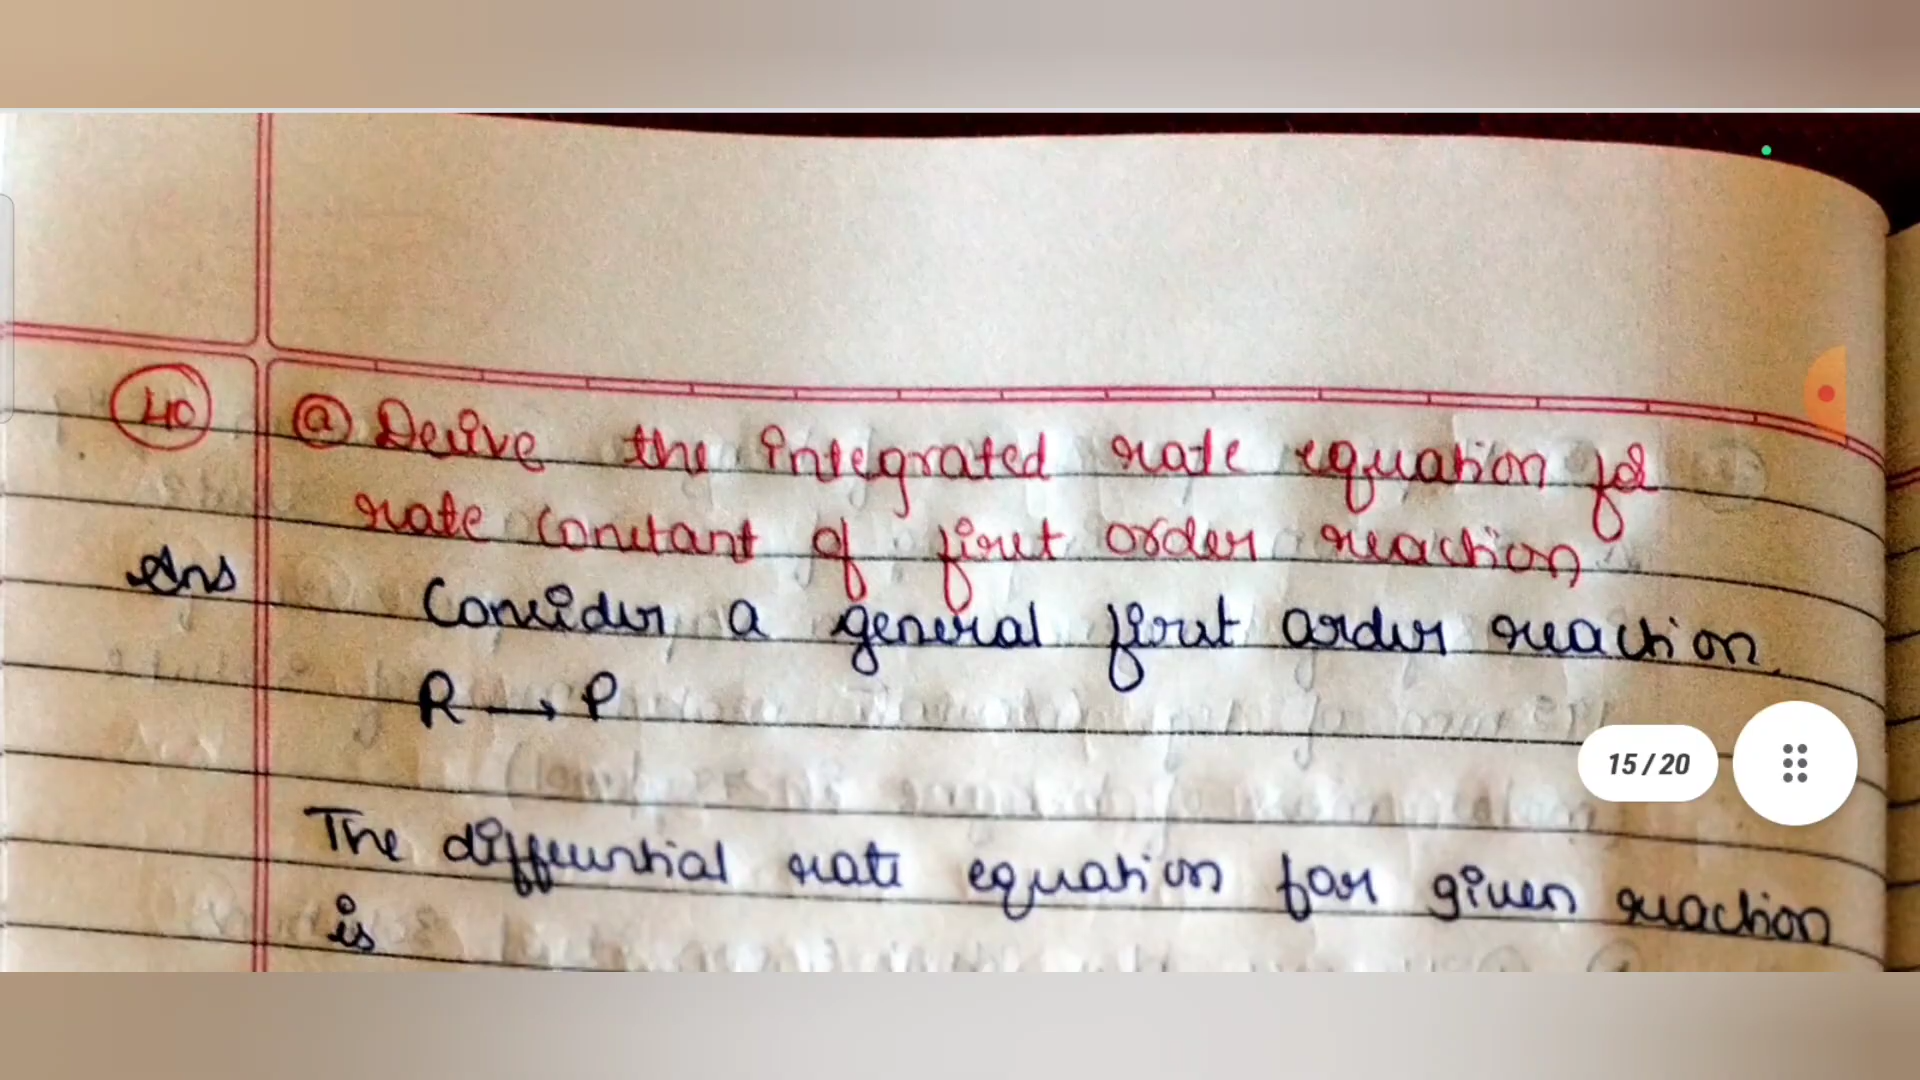 40 (a) Derive the integrated rate equation for
rate constant of first order reaction
Ans Consider a general first order reaction.
R → P
15/20
The differential rate equation for given reaction
is